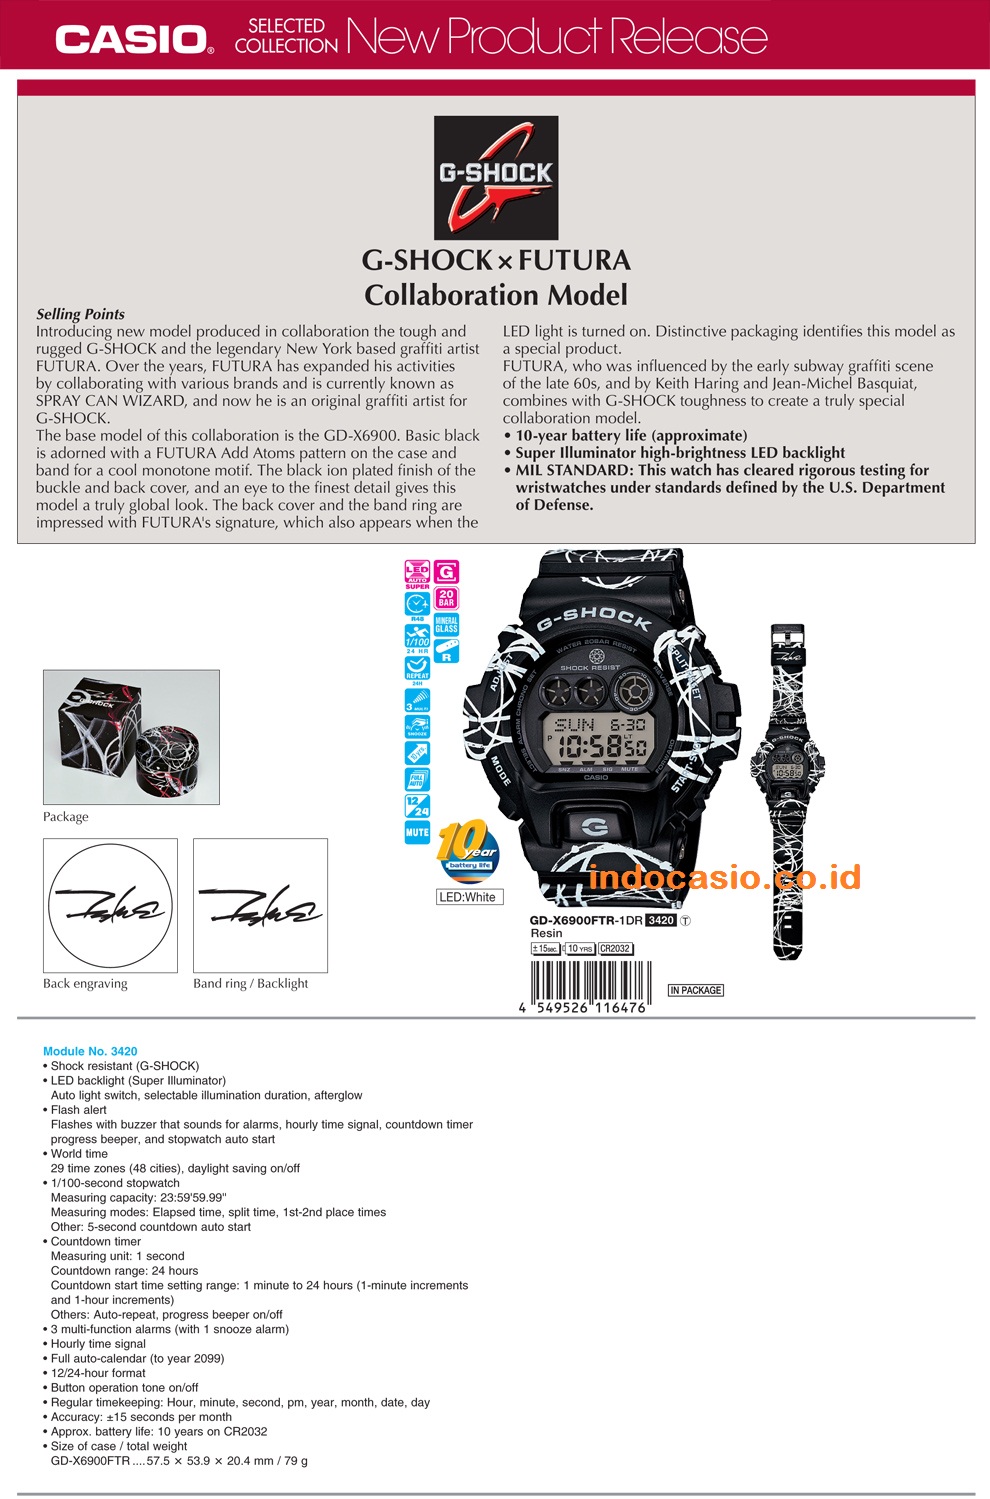 CASIO® SELECTED COLLECTION New Product Release
G-SHOCK
G-SHOCK × FUTURA
Collaboration Model
Selling Points
Introducing new model produced in collaboration the tough and
rugged G-SHOCK and the legendary New York based graffiti artist
FUTURA. Over the years, FUTURA has expanded his activities
by collaborating with various brands and is currently known as
SPRAY CAN WIZARD, and now he is an original graffiti artist for
G-SHOCK.
The base model of this collaboration is the GD-X6900. Basic black
is adorned with a FUTURA Add Atoms pattern on the case and
band for a cool monotone motif. The black ion plated finish of the
buckle and back cover, and an eye to the finest detail gives this
model a truly global look. The back cover and the band ring are
impressed with FUTURA's signature, which also appears when the
LED light is turned on. Distinctive packaging identifies this model as
a special product.
FUTURA, who was influenced by the early subway graffiti scene
of the late 60s, and by Keith Haring and Jean-Michel Basquiat,
combines with G-SHOCK toughness to create a truly special
collaboration model.
• 10-year battery life (approximate)
• Super Illuminator high-brightness LED backlight
• MIL STANDARD: This watch has cleared rigorous testing for
wristwatches under standards defined by the U.S. Department
of Defense.
LED
AUTO
SUPER
G
R48
20
BAR
1/100
24 HR
MINERAL
GLASS
REPEAT
24H
R
3 MULTI
SNOOZE
FULL
AUTO
12/24
MUTE
10 year
battery life
LED:White
G-SHOCK
WATER 20BAR RESIST
SHOCK RESIST
ADJUST
SPLIT RESET
MODE
START-STOP
ALARM CHRONO SET
SUN 6-30
P 10:58 50
SNZ ALM SIG MUTE
CASIO
G
G-SHOCK
SUN 6-30
10:58 50
G
G-SHOCK
Package
Back engraving
Band ring / Backlight
indocasio.co.id
GD-X6900FTR-1DR 3420 T
Resin
±15sec. 10 YRS CR2032
4 549526 116476
IN PACKAGE
Module No. 3420
• Shock resistant (G-SHOCK)
• LED backlight (Super Illuminator)
Auto light switch, selectable illumination duration, afterglow
• Flash alert
Flashes with buzzer that sounds for alarms, hourly time signal, countdown timer
progress beeper, and stopwatch auto start
• World time
29 time zones (48 cities), daylight saving on/off
• 1/100-second stopwatch
Measuring capacity: 23:59'59.99"
Measuring modes: Elapsed time, split time, 1st-2nd place times
Other: 5-second countdown auto start
• Countdown timer
Measuring unit: 1 second
Countdown range: 24 hours
Countdown start time setting range: 1 minute to 24 hours (1-minute increments
and 1-hour increments)
Others: Auto-repeat, progress beeper on/off
• 3 multi-function alarms (with 1 snooze alarm)
• Hourly time signal
• Full auto-calendar (to year 2099)
• 12/24-hour format
• Button operation tone on/off
• Regular timekeeping: Hour, minute, second, pm, year, month, date, day
• Accuracy: ±15 seconds per month
• Approx. battery life: 10 years on CR2032
• Size of case / total weight
GD-X6900FTR .... 57.5 × 53.9 × 20.4 mm / 79 g